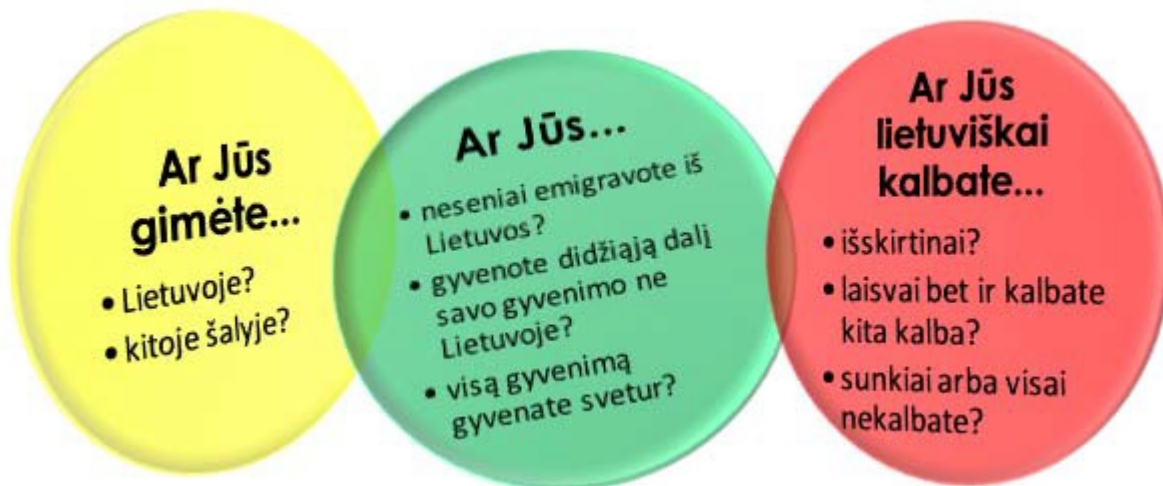 Ar Jūs
gimėte...
• Lietuvoje?
• kitoje šalyje?
Ar Jūs...
• neseniai emigravote iš
Lietuvos?
• gyvenote didžiąją dalį
savo gyvenimo ne
Lietuvoje?
• visą gyvenimą
gyvenate svetur?
Ar Jūs
lietuviškai
kalbate...
• išskirtinai?
• laisvai bet ir kalbate
kita kalba?
• sunkiai arba visai
nekalbate?